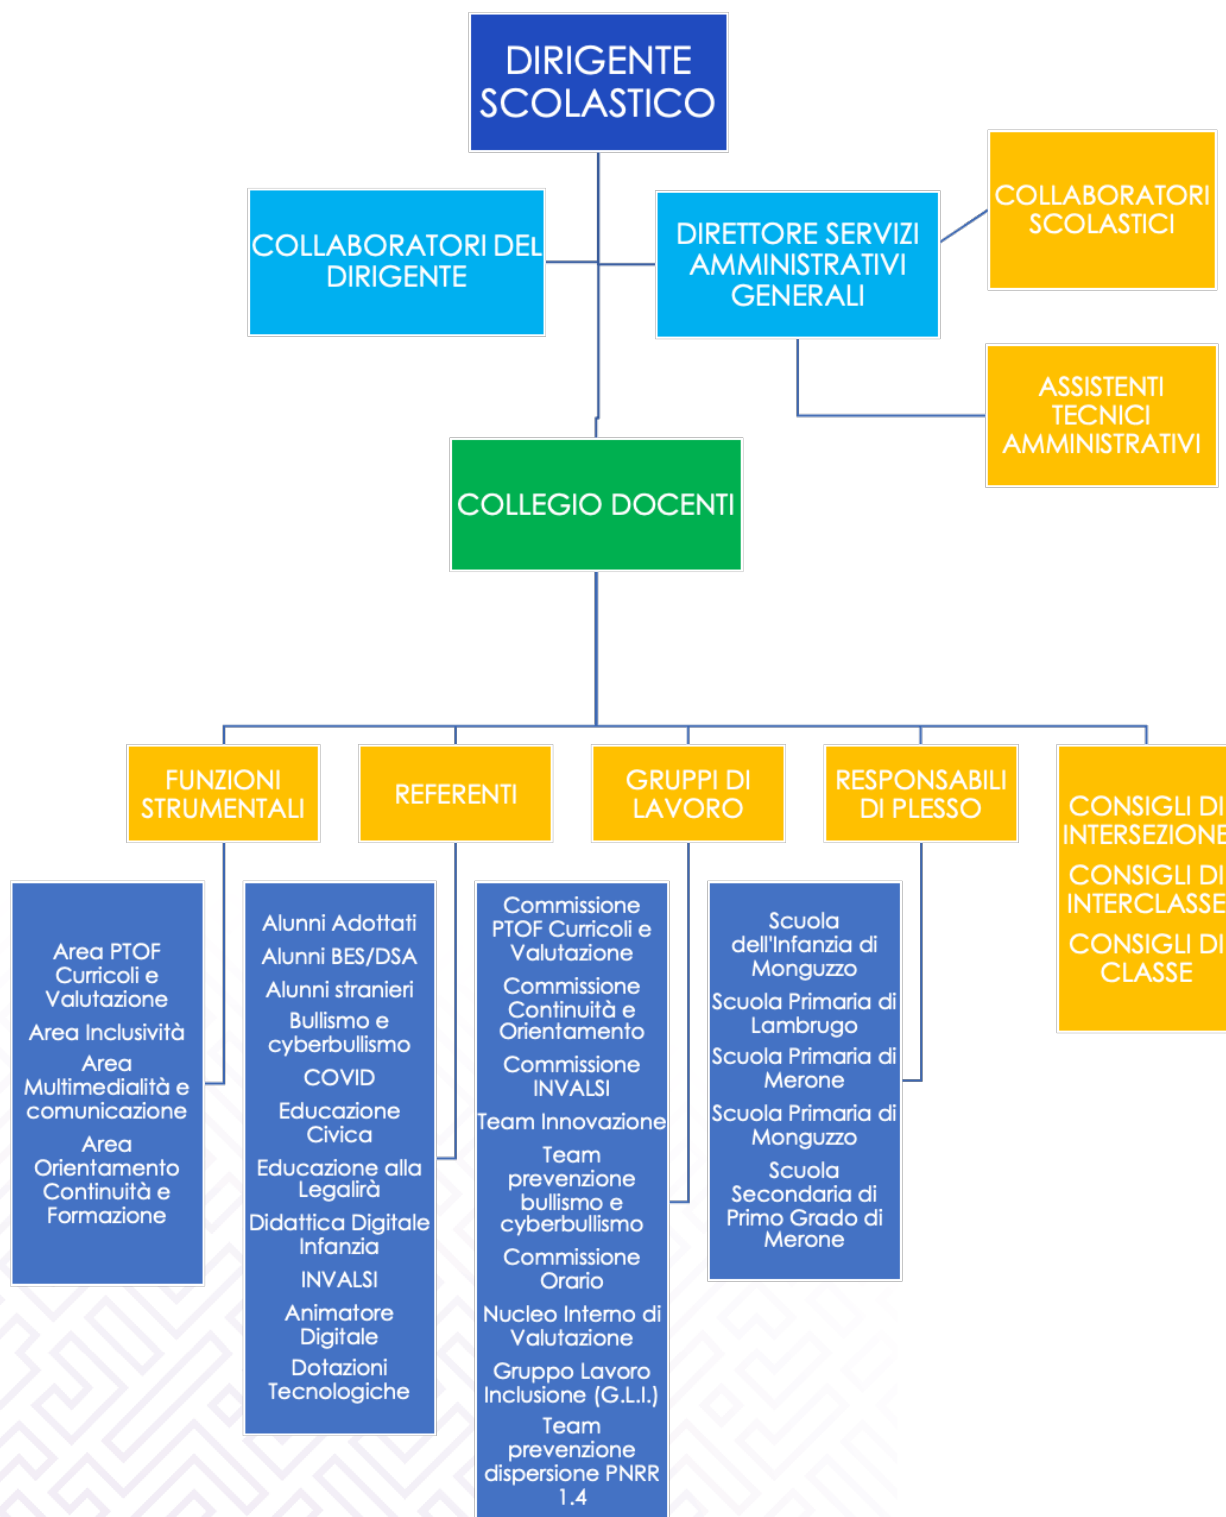 DIRIGENTE
SCOLASTICO
COLLABORATORI DEL
DIRIGENTE
DIRETTORE SERVIZI
AMMINISTRATIVI
GENERALI
COLLABORATORI
SCOLASTICI
ASSISTENTI
TECNICI
AMMINISTRATIVI
COLLEGIO DOCENTI
FUNZIONI
STRUMENTALI
Area PTOF
Curricoli e
Valutazione
Area Inclusività
Area
Multimedialità e
comunicazione
Area
Orientamento
Continuità e
Formazione
REFERENTI
Alunni Adottati
Alunni BES/DSA
Alunni stranieri
Bullismo e
cyberbullismo
COVID
Educazione
Civica
Educazione alla
Legalirà
Didattica Digitale
Infanzia
INVALSI
Animatore
Digitale
Dotazioni
Tecnologiche
GRUPPI DI
LAVORO
Commissione
PTOF Curricoli e
Valutazione
Commissione
Continuità e
Orientamento
Commissione
INVALSI
Team Innovazione
Team
prevenzione
bullismo e
cyberbullismo
Commissione
Orario
Nucleo Interno di
Valutazione
Gruppo Lavoro
Inclusione (G.L.I.)
Team
prevenzione
dispersione PNRR
1.4
RESPONSABILI
DI PLESSO
Scuola
dell'Infanzia di
Monguzzo
Scuola Primaria di
Lambrugo
Scuola Primaria di
Merone
Scuola Primaria di
Monguzzo
Scuola
Secondaria di
Primo Grado di
Merone
CONSIGLI DI
INTERSEZIONE
CONSIGLI DI
INTERCLASSE
CONSIGLI DI
CLASSE